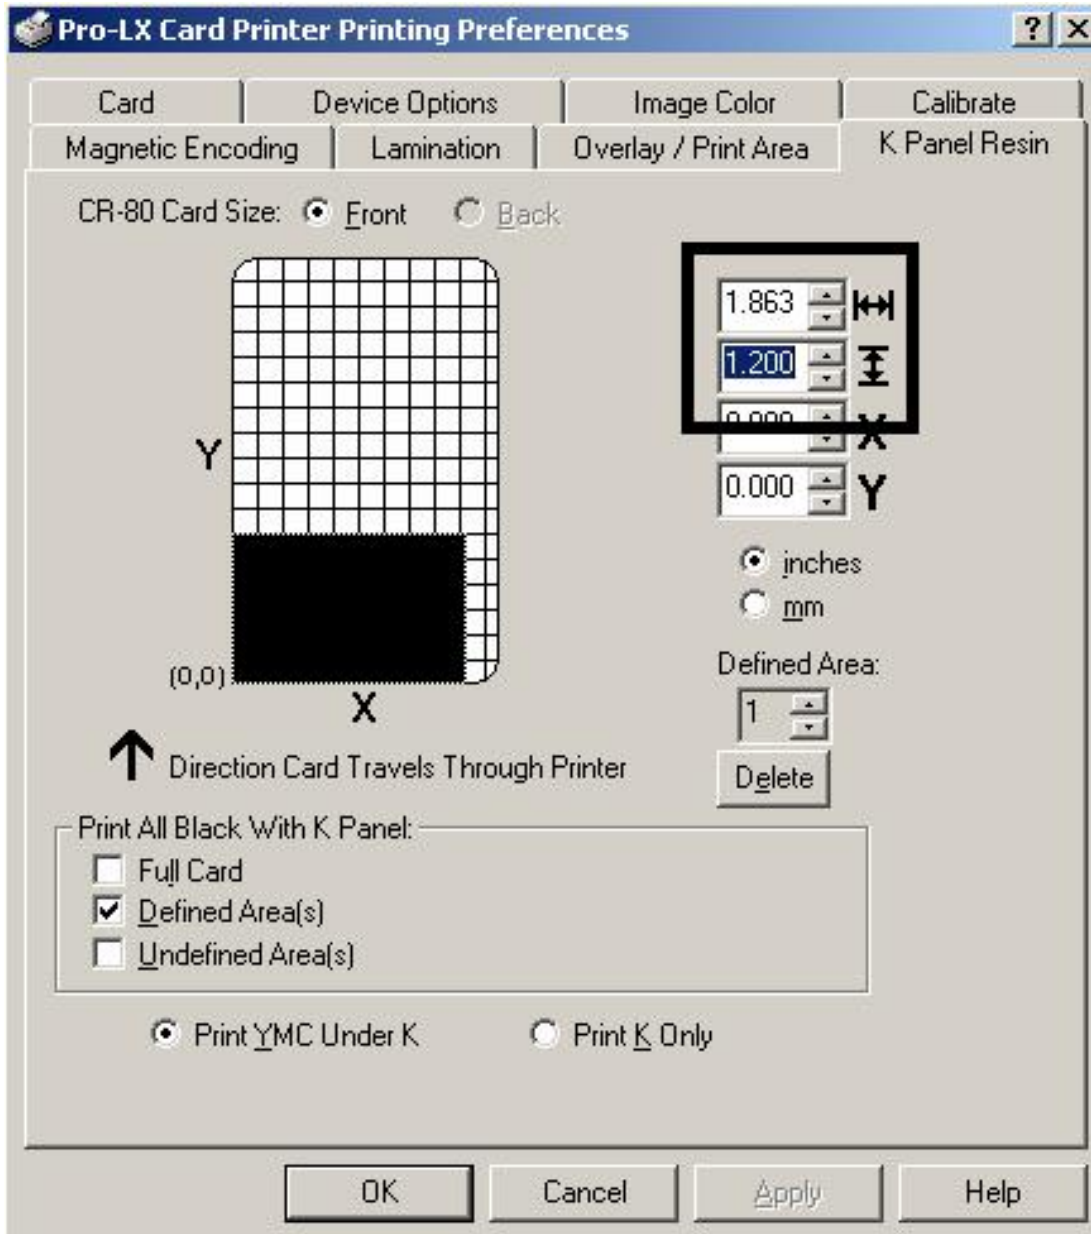 Pro-LX Card Printer Printing Preferences
Card Device Options Image Color Calibrate
Magnetic Encoding Lamination Overlay / Print Area K Panel Resin
CR-80 Card Size: Front Back
1.863
1.200
0.000 X
Y
0.000 Y
inches
mm
(0,0)
Defined Area:
X
1
Direction Card Travels Through Printer
Delete
Print All Black With K Panel:
Full Card
Defined Area(s)
Undefined Area(s)
Print YMC Under K Print K Only
OK Cancel Apply Help